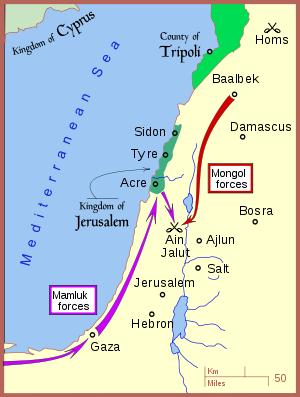 Kingdom of Cyprus
County of
Tripoli
Homs
Baalbek
Mediterranean Sea
Sidon
Damascus
Tyre
Mongol
forces
Acre
Kingdom of
Jerusalem
Bosra
Ain
Jalut
Ajlun
Salt
Jerusalem
Mamluk
forces
Hebron
Gaza
Km
Miles
50